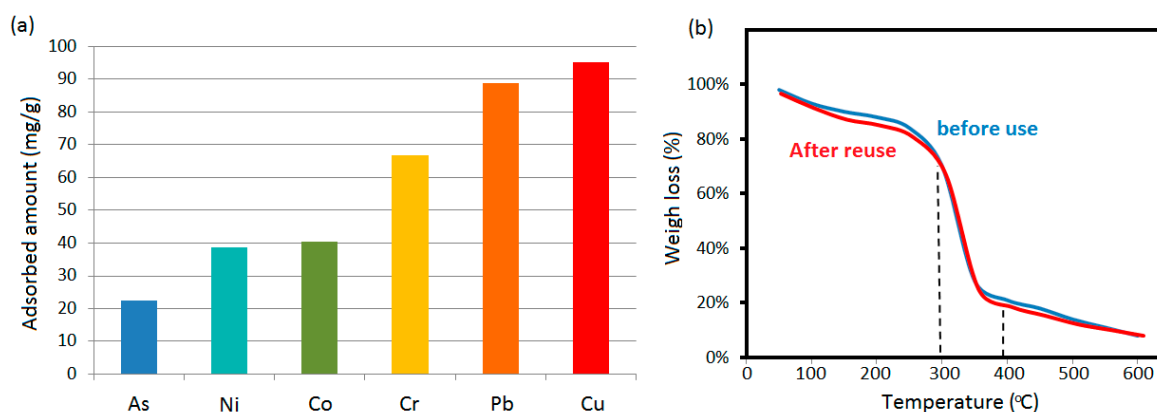 (a)
Adsorbed amount (mg/g)
100
90
80
70
60
50
40
30
20
10
0
As Ni Co Cr Pb Cu
(b)
Weigh loss (%)
100%
80%
60%
40%
20%
0%
before use
After reuse
0 100 200 300 400 500 600
Temperature (°C)